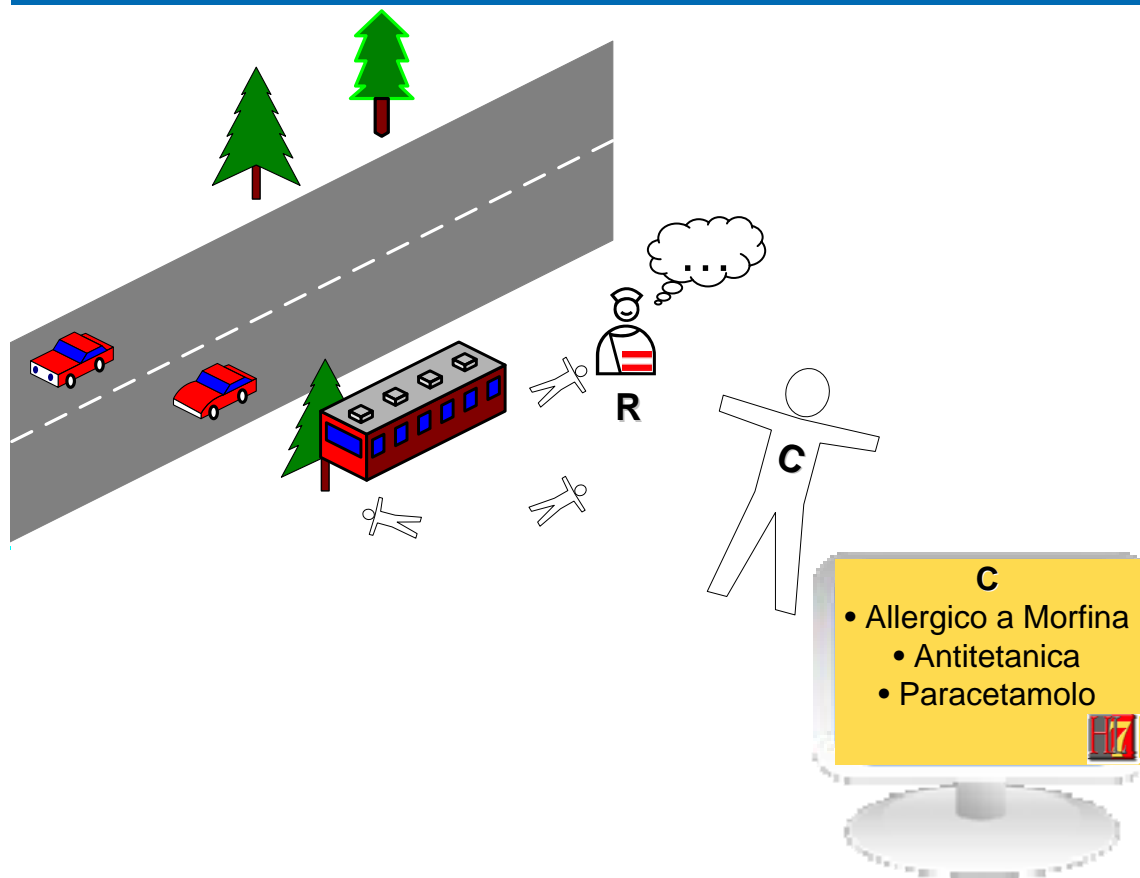 ...
R
C
C
• Allergico a Morfina
• Antitetanica
• Paracetamolo
Hl7